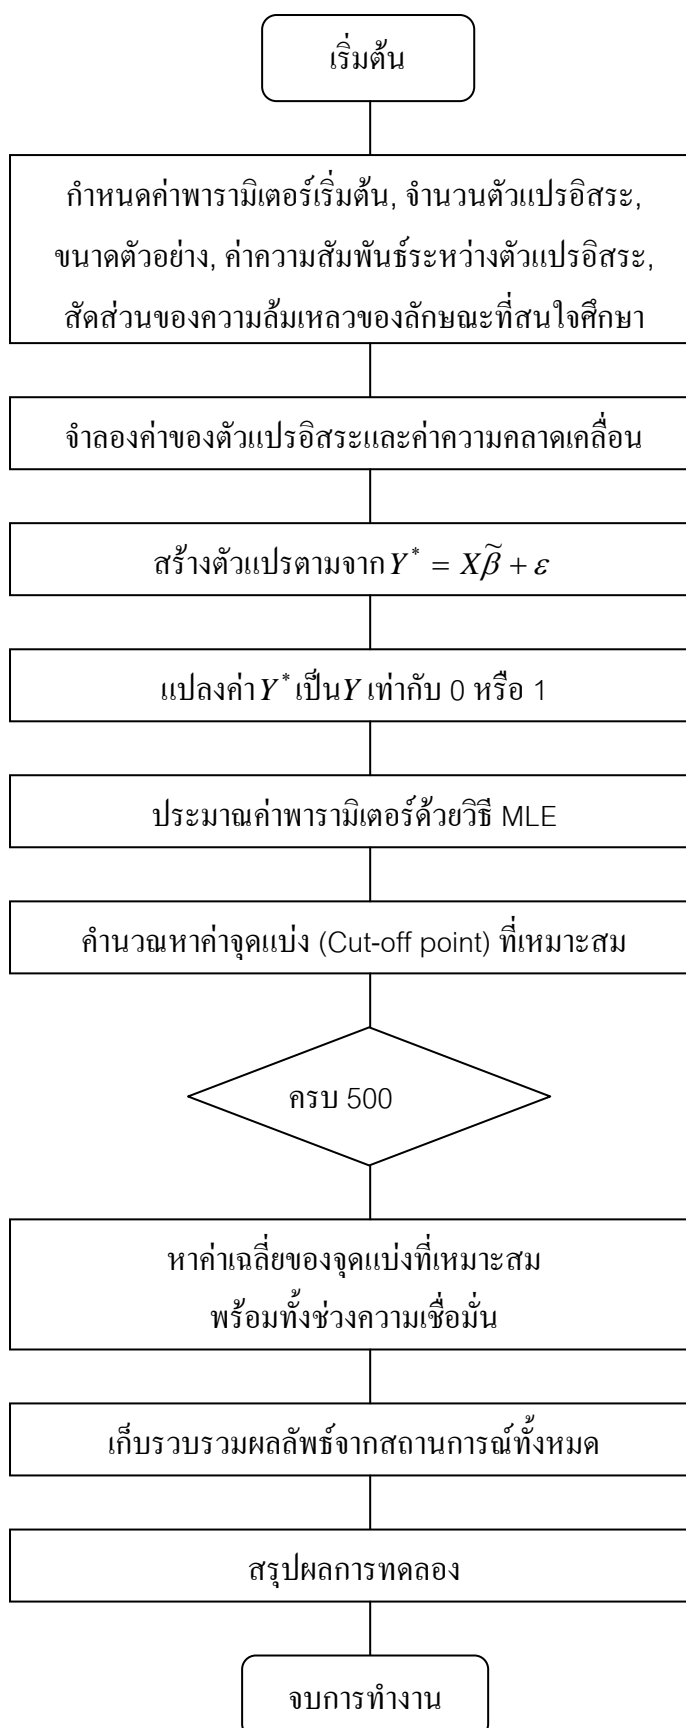 เริ่มต้น
กำหนดค่าพารามิเตอร์เริ่มต้น, จำนวนตัวแปรอิสระ,
ขนาดตัวอย่าง, ค่าความสัมพันธ์ระหว่างตัวแปรอิสระ,
สัดส่วนของความล้มเหลวของลักษณะที่สนใจศึกษา
จำลองค่าของตัวแปรอิสระและค่าความคลาดเคลื่อน
สร้างตัวแปรตามจาก Y* = Xβ̃ + ε
แปลงค่า Y* เป็น Y เท่ากับ 0 หรือ 1
ประมาณค่าพารามิเตอร์ด้วยวิธี MLE
คำนวณหาค่าจุดแบ่ง (Cut-off point) ที่เหมาะสม
ครบ 500
หาค่าเฉลี่ยของจุดแบ่งที่เหมาะสม
พร้อมทั้งช่วงความเชื่อมั่น
เก็บรวบรวมผลลัพธ์จากสถานการณ์ทั้งหมด
สรุปผลการทดลอง
จบการทำงาน